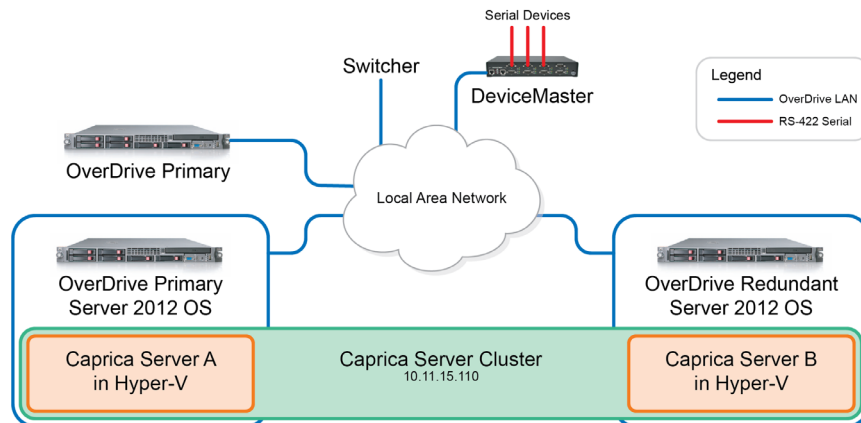 Serial Devices
Switcher
DeviceMaster
Legend
OverDrive LAN
RS-422 Serial
OverDrive Primary
Local Area Network
OverDrive Primary
Server 2012 OS
OverDrive Redundant
Server 2012 OS
Caprica Server A
in Hyper-V
Caprica Server Cluster
10.11.15.110
Caprica Server B
in Hyper-V